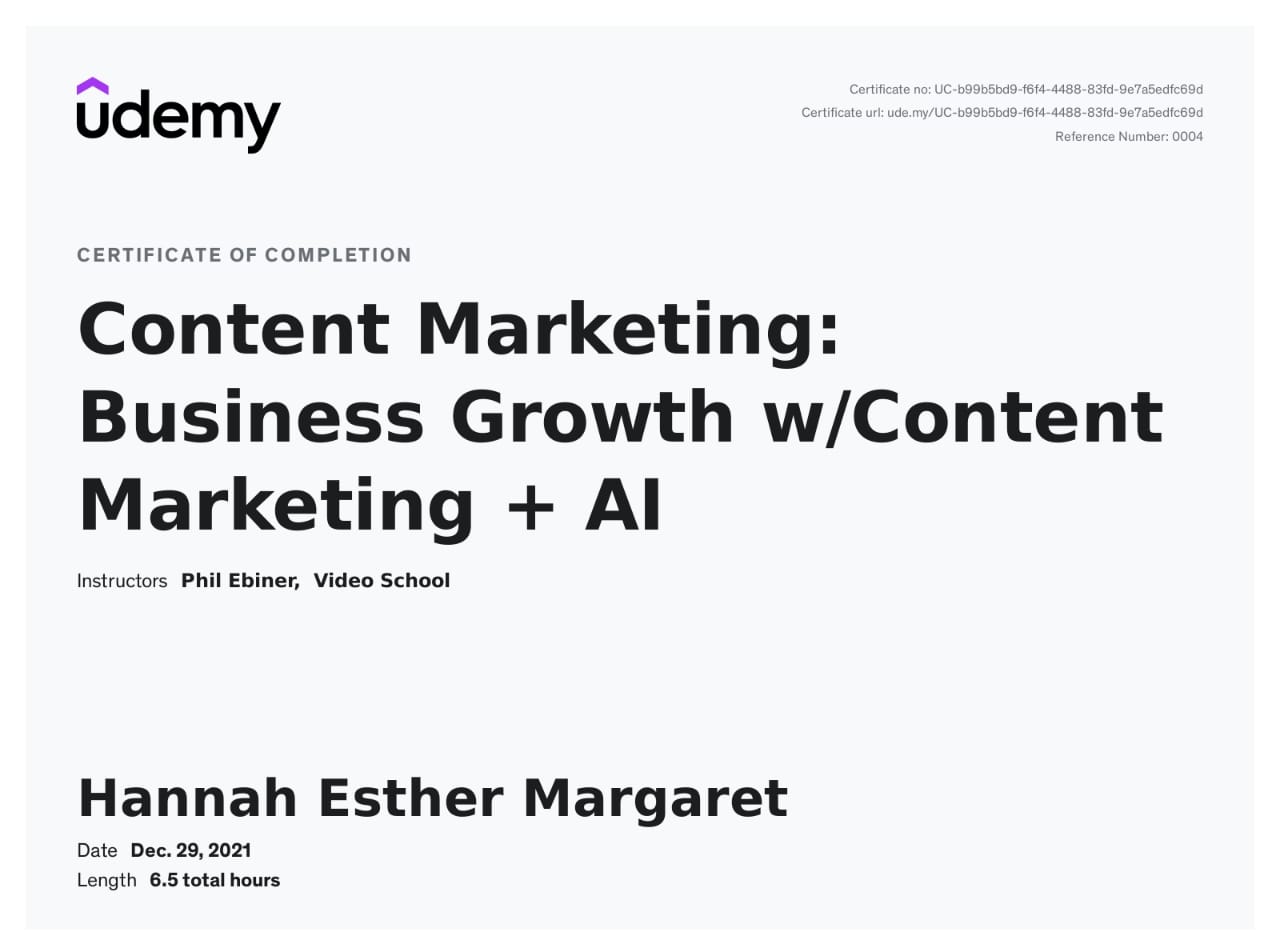 udemy
Certificate no: UC-b99b5bd9-f6f4-4488-83fd-9e7a5edfc69d
Certificate url: ude.my/UC-b99b5bd9-f6f4-4488-83fd-9e7a5edfc69d
Reference Number: 0004
CERTIFICATE OF COMPLETION
Content Marketing:
Business Growth w/Content
Marketing + AI
Instructors Phil Ebiner, Video School
Hannah Esther Margaret
Date Dec. 29, 2021
Length 6.5 total hours